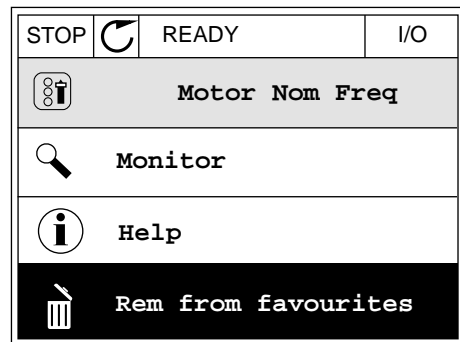 STOP READY I/O
Motor Nom Freq
Monitor
Help
Rem from favourites